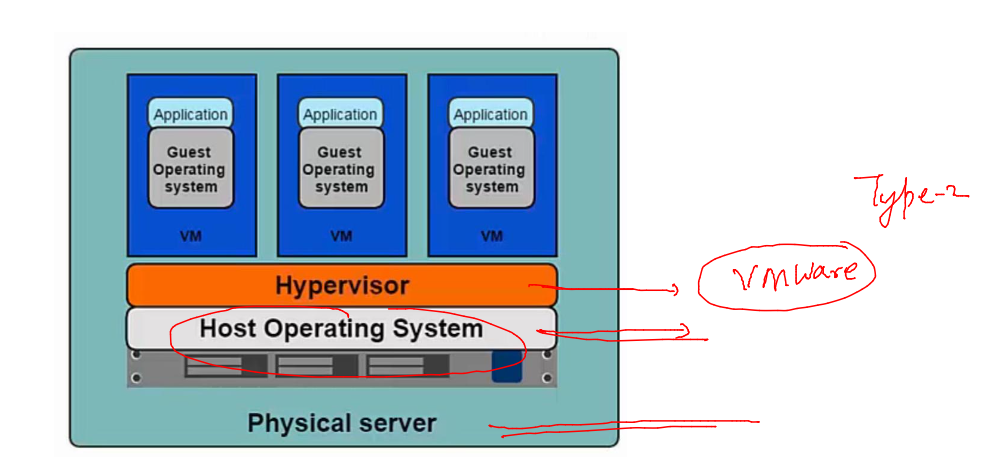 Application
Guest
Operating
system
VM
Application
Guest
Operating
system
VM
Application
Guest
Operating
system
VM
Type-2
Hypervisor
VMWare
Host Operating System
Physical server